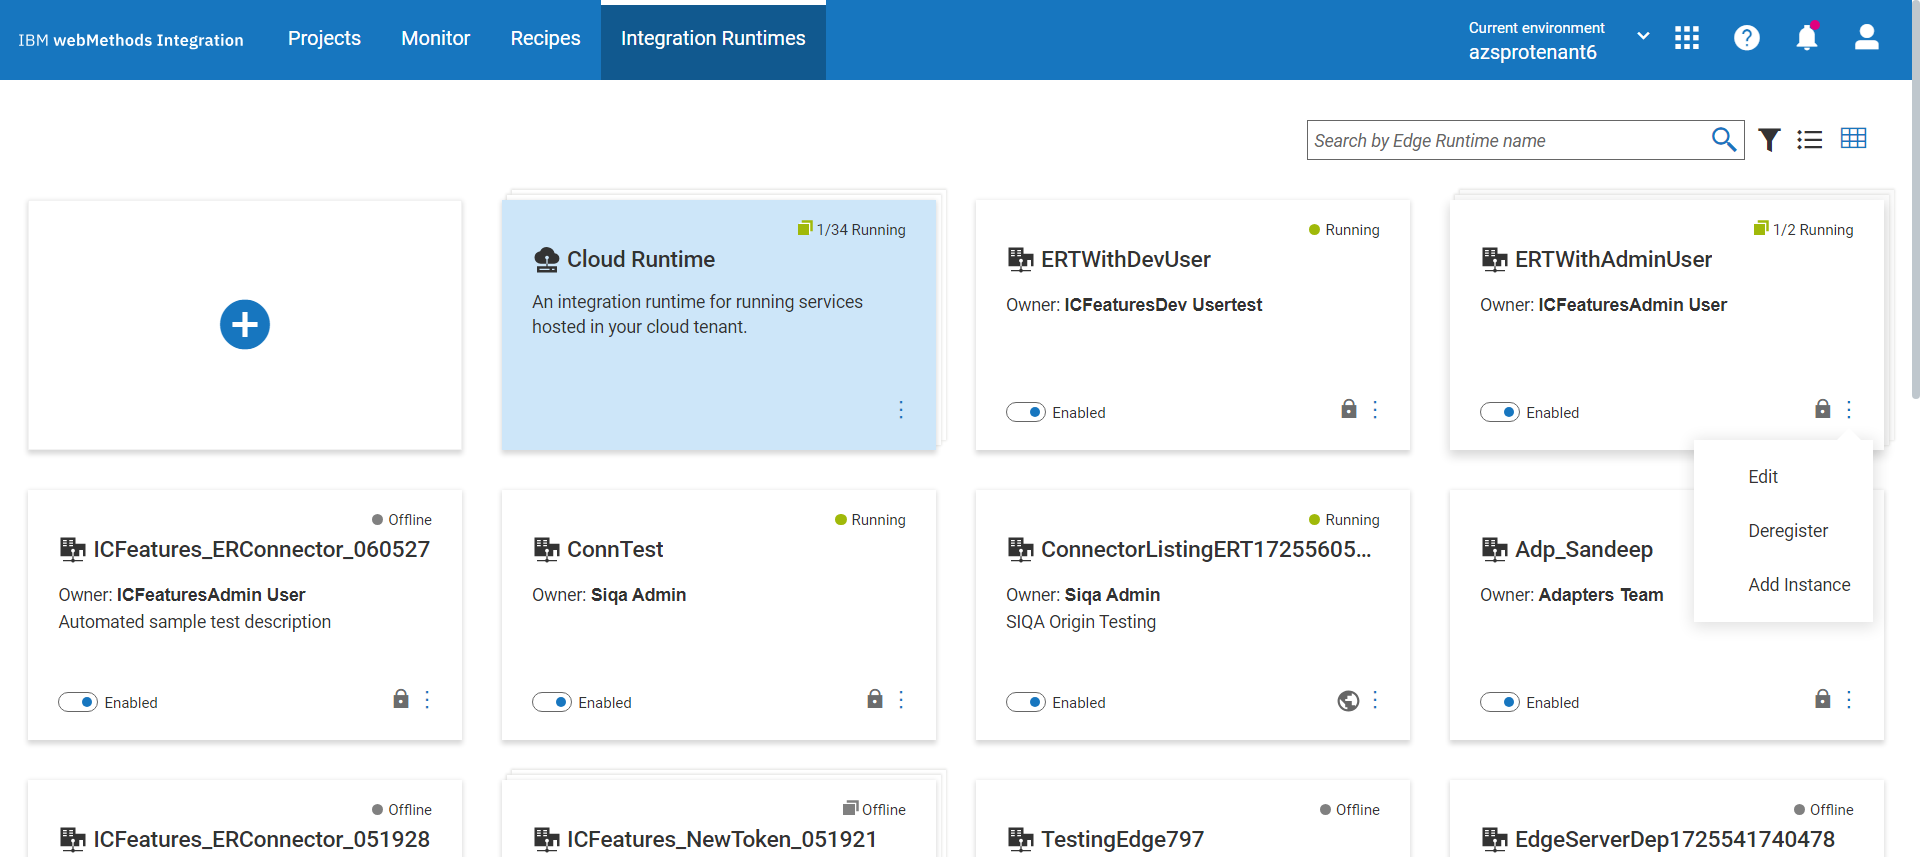 IBM webMethods Integration
Projects
Monitor
Recipes
Integration Runtimes
Current environment
azsprotenant6
Search by Edge Runtime name
1/34 Running
Cloud Runtime
An integration runtime for running services
hosted in your cloud tenant.
Running
ERTWithDevUser
Owner: ICFeaturesDev Usertest
Enabled
1/2 Running
ERTWithAdminUser
Owner: ICFeaturesAdmin User
Enabled
Edit
Deregister
Add Instance
Offline
ICFeatures_ERConnector_060527
Owner: ICFeaturesAdmin User
Automated sample test description
Enabled
Running
ConnTest
Owner: Siqa Admin
Enabled
Running
ConnectorListingERT17255605...
Owner: Siqa Admin
SIQA Origin Testing
Enabled
Adp_Sandeep
Owner: Adapters Team
Enabled
Offline
ICFeatures_ERConnector_051928
Offline
ICFeatures_NewToken_051921
Offline
TestingEdge797
Offline
EdgeServerDep1725541740478